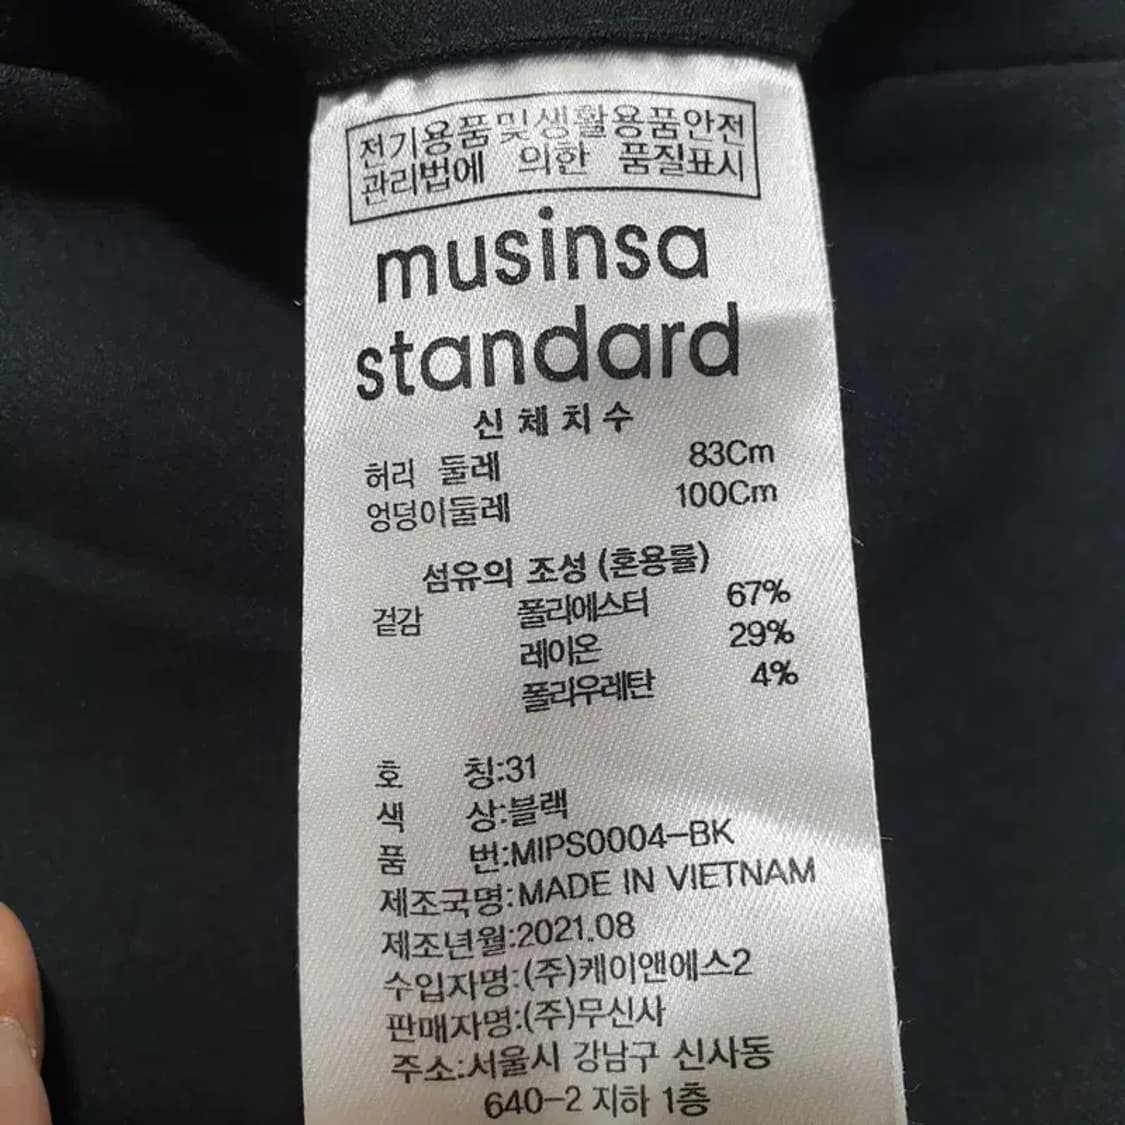 전기용품및생활용품안전
관리법에 의한 품질표시
musinsa
standard
신체치수
허리 둘레 83Cm
엉덩이둘레 100Cm
섬유의 조성 (혼용률)
겉감 폴리에스터 67%
레이온 29%
폴리우레탄 4%
호 칭:31
색 상:블랙
품 번:MIPS0004-BK
제조국명:MADE IN VIETNAM
제조년월:2021.08
수입자명:(주)케이앤에스2
판매자명:(주)무신사
주소:서울시 강남구 신사동
640-2 지하 1층